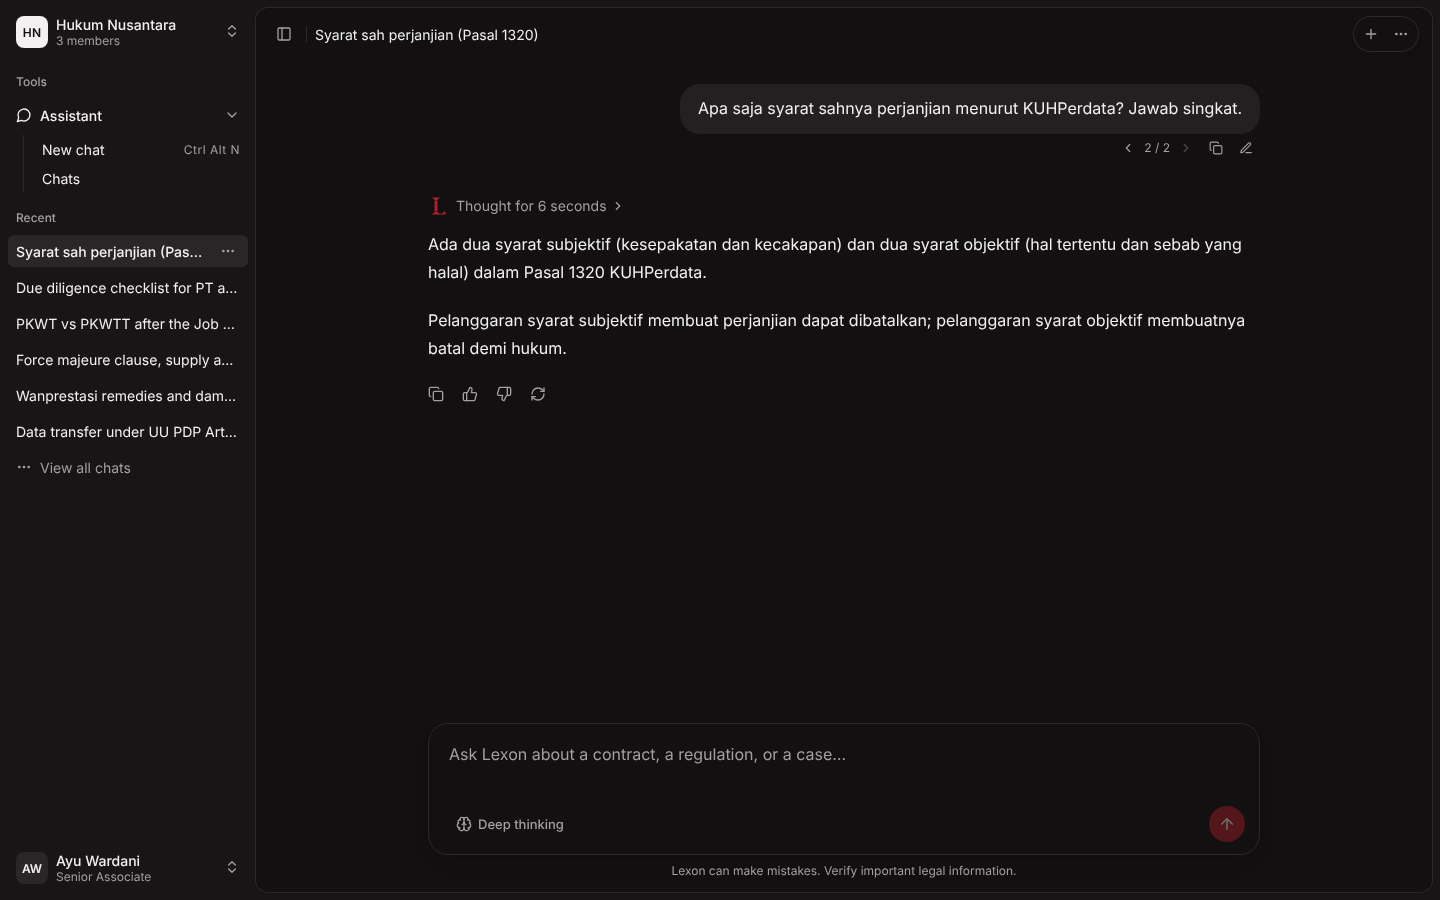 HN
Hukum Nusantara
3 members
Tools
Assistant
New chat
Ctrl Alt N
Chats
Recent
Syarat sah perjanjian (Pas...
Due diligence checklist for PT a...
PKWT vs PKWTT after the Job ...
Force majeure clause, supply a...
Wanprestasi remedies and dam...
Data transfer under UU PDP Art...
View all chats
AW
Ayu Wardani
Senior Associate
Syarat sah perjanjian (Pasal 1320)
Apa saja syarat sahnya perjanjian menurut KUHPerdata? Jawab singkat.
2 / 2
L
Thought for 6 seconds
Ada dua syarat subjektif (kesepakatan dan kecakapan) dan dua syarat objektif (hal tertentu dan sebab yang
halal) dalam Pasal 1320 KUHPerdata.
Pelanggaran syarat subjektif membuat perjanjian dapat dibatalkan; pelanggaran syarat objektif membuatnya
batal demi hukum.
Ask Lexon about a contract, a regulation, or a case...
Deep thinking
Lexon can make mistakes. Verify important legal information.